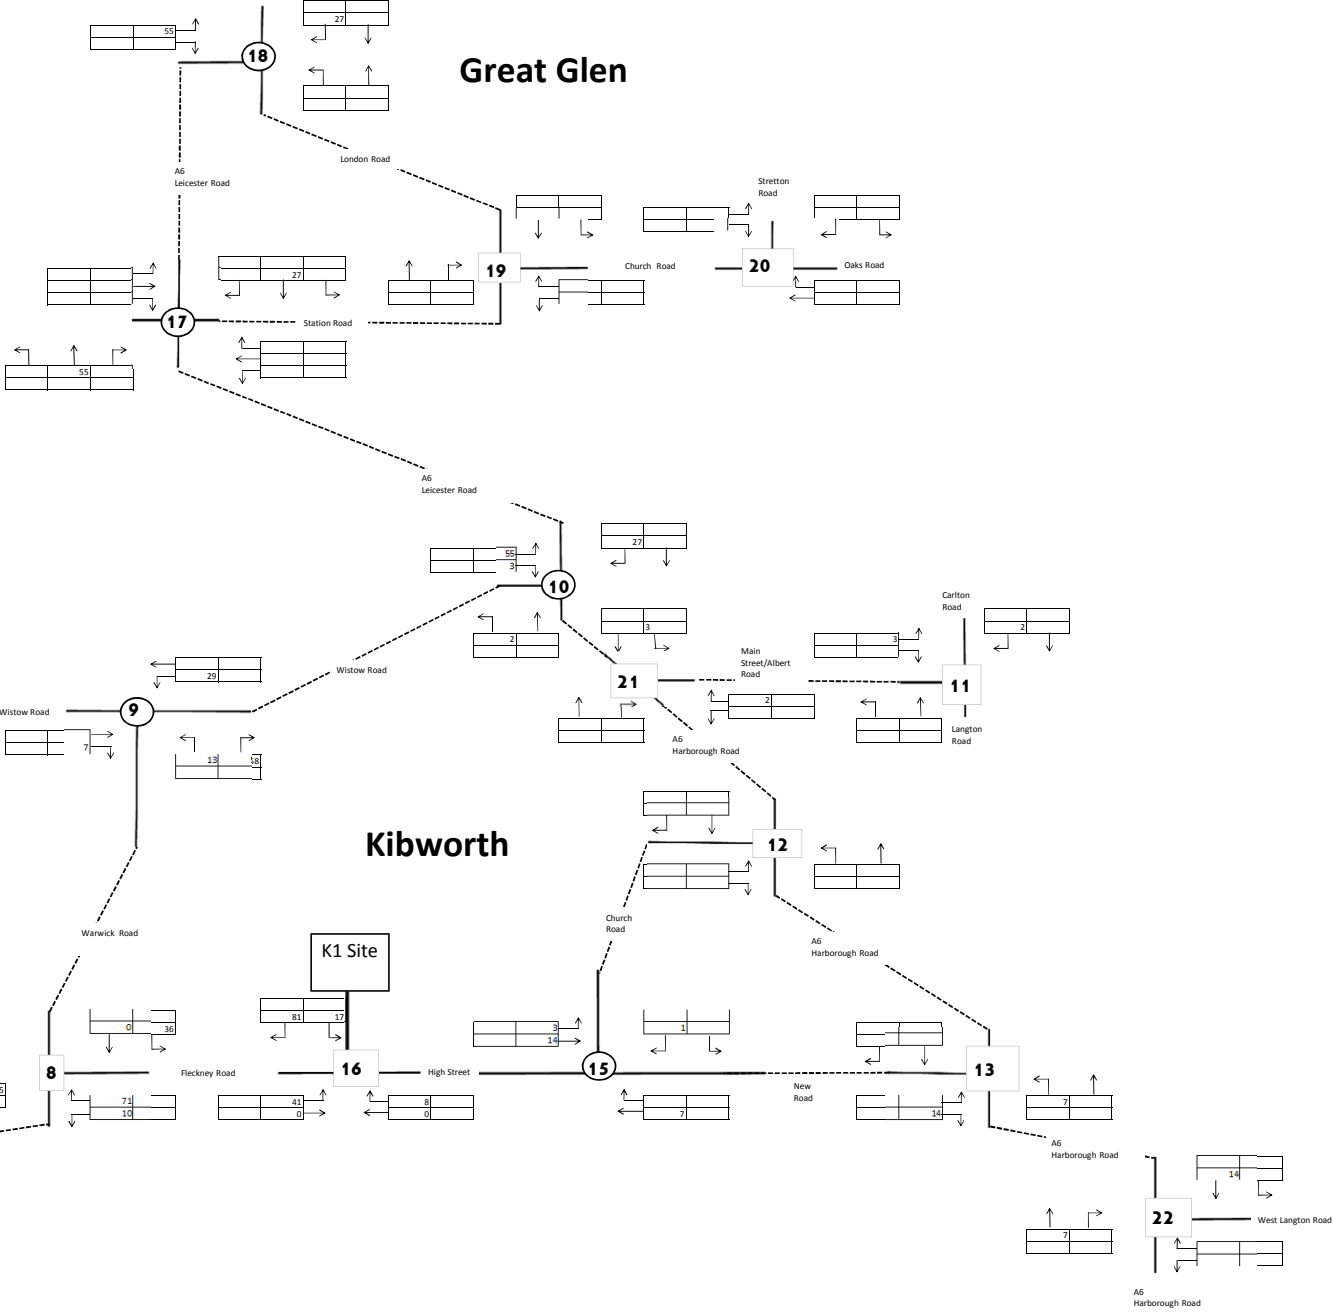 27
55
18
Great Glen
London Road
A6
Leicester Road
Stretton
Road
27
19
Church Road
20
Oaks Road
17
Station Road
55
A6
Leicester Road
27
55
3
10
Carlton
Road
2
3
3
2
Main
Street/Albert
Road
Wistow Road
29
21
11
2
Wistow Road
9
Langton
Road
7
13
A6
Harborough Road
Kibworth
12
Church
Road
Warwick Road
A6
Harborough Road
K1 Site
0
36
81
17
3
14
1
8
Fleckney Road
16
High Street
15
13
New
Road
71
10
41
0
8
0
7
14
7
A6
Harborough Road
14
22
West Langton Road
7
A6
Harborough Road